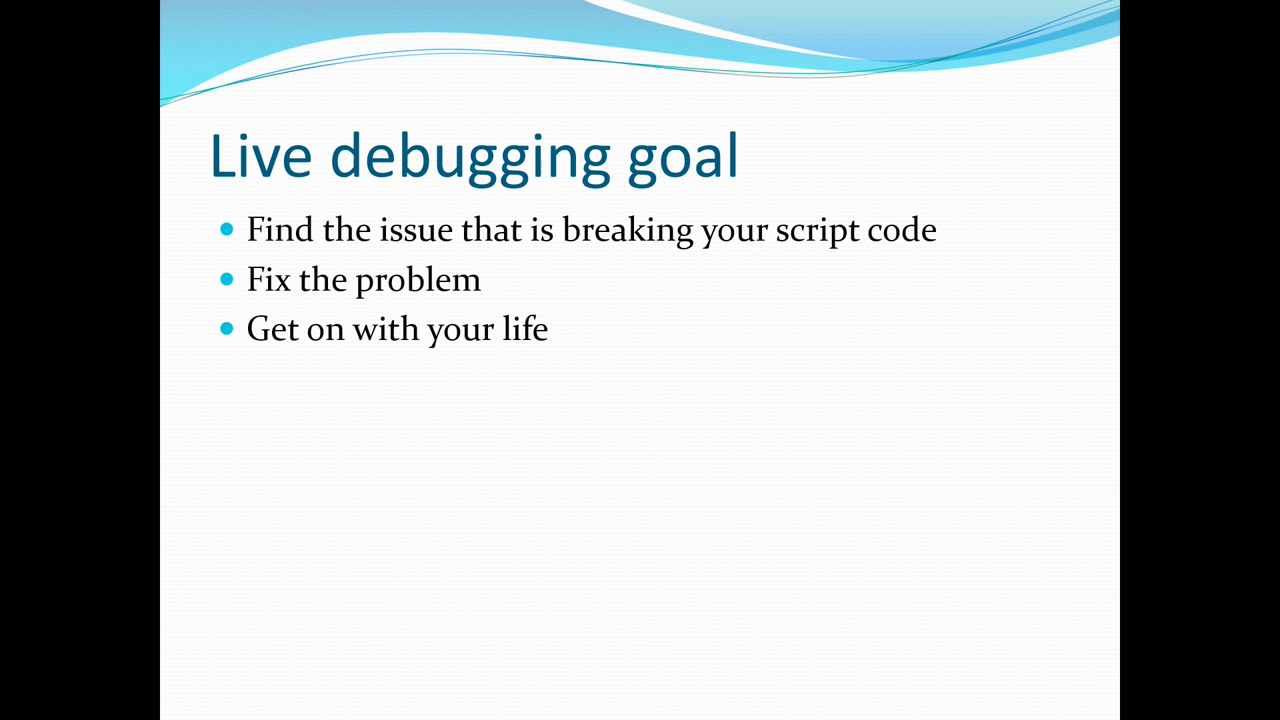 Live debugging goal
Find the issue that is breaking your script code
Fix the problem
Get on with your life